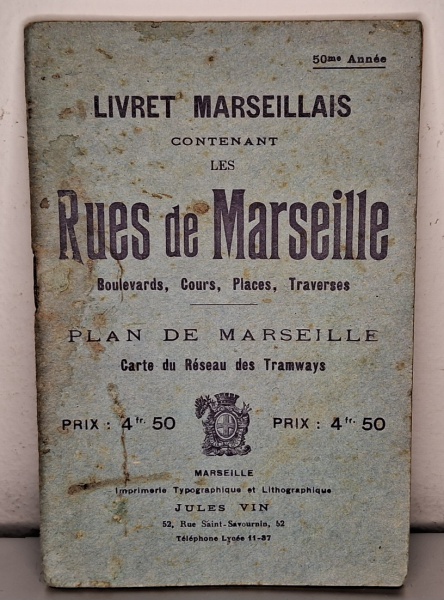 50me Année
LIVRET MARSEILLAIS
CONTENANT
LES
Rues de Marseille
Boulevards, Cours, Places, Traverses
PLAN DE MARSEILLE
Carte du Réseau des Tramways
PRIX : 4 fr. 50 PRIX : 4 fr. 50
MARSEILLE
Imprimerie Typographique et Lithographique
JULES VIN
52, Rue Saint-Savournin, 52
Téléphone Lycée 11-37